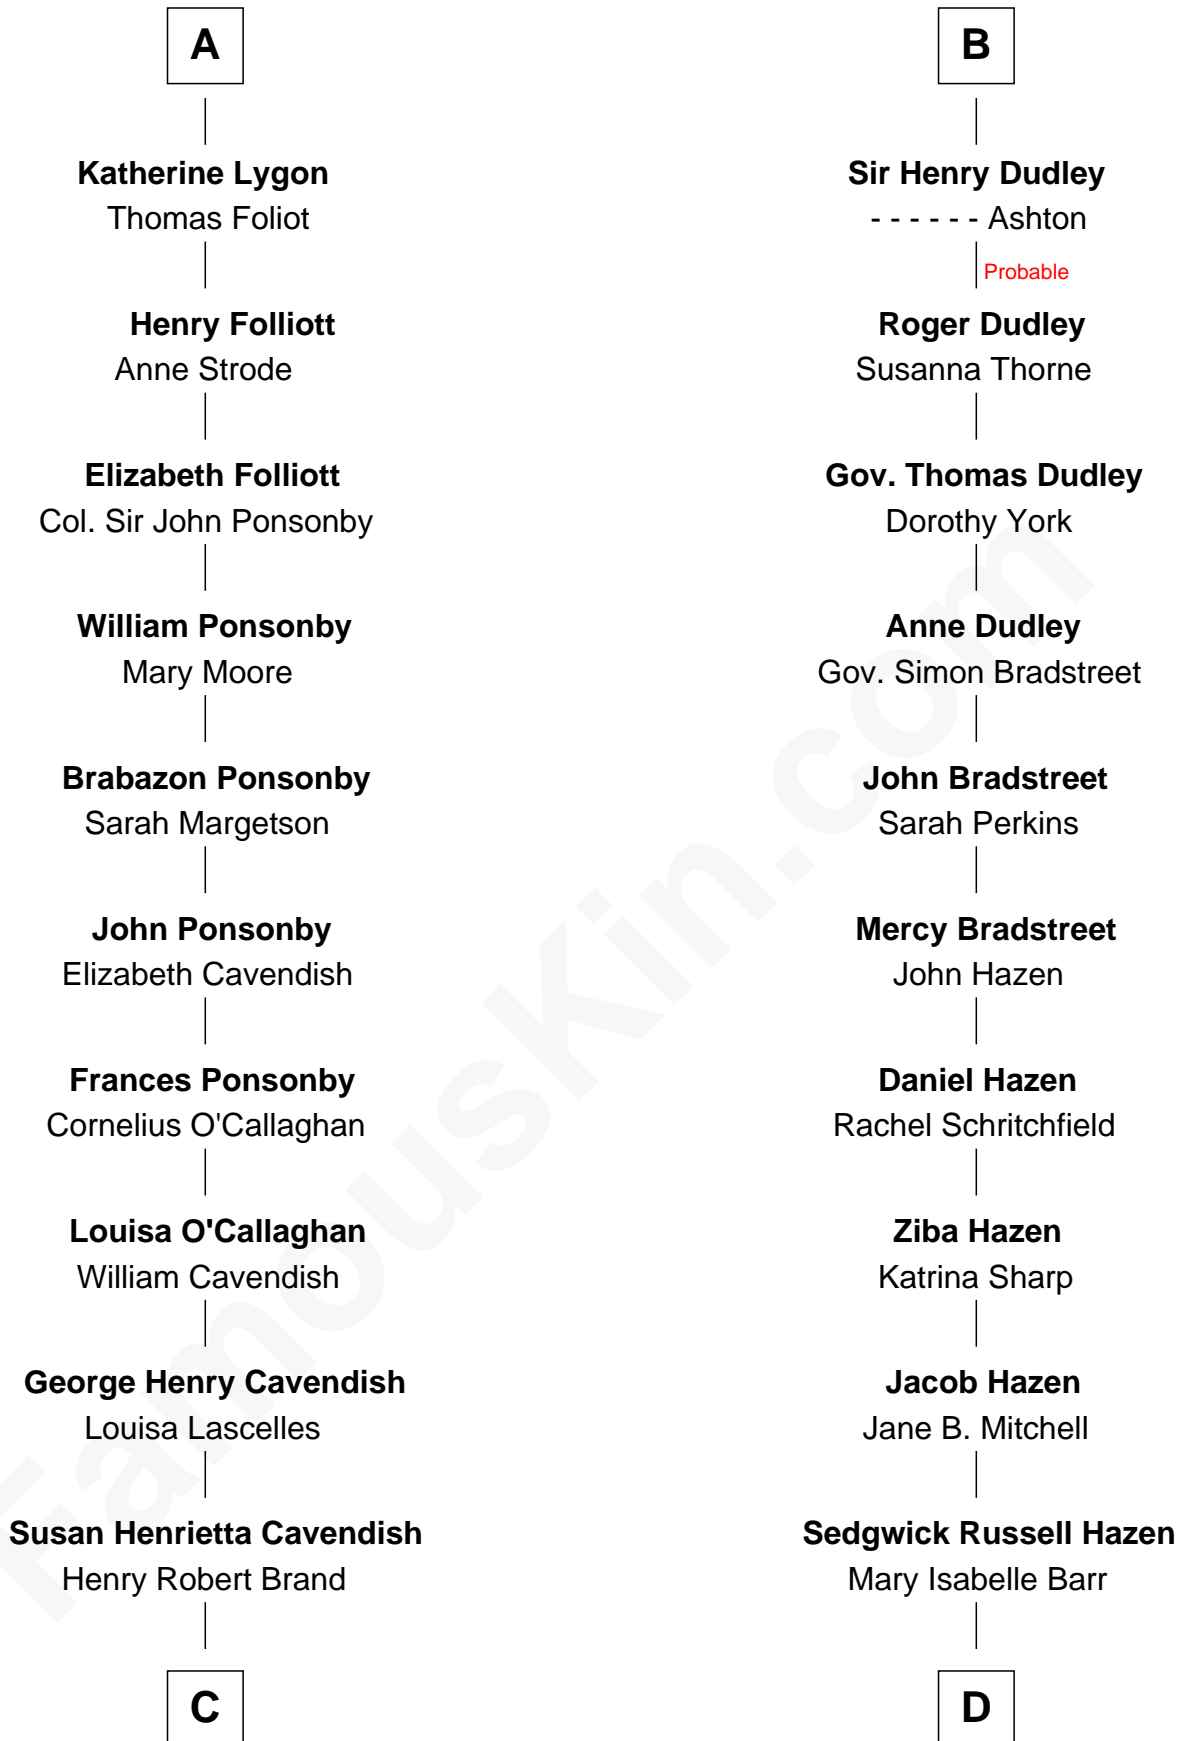 A
Katherine Lygon
Thomas Foliot
Henry Folliott
Anne Strode
Elizabeth Folliott
Col. Sir John Ponsonby
William Ponsonby
Mary Moore
Brabazon Ponsonby
Sarah Margetson
John Ponsonby
Elizabeth Cavendish
Frances Ponsonby
Cornelius O'Callaghan
Louisa O'Callaghan
William Cavendish
George Henry Cavendish
Louisa Lascelles
Susan Henrietta Cavendish
Henry Robert Brand
C
B
Sir Henry Dudley
- - - - - - Ashton
Probable
Roger Dudley
Susanna Thorne
Gov. Thomas Dudley
Dorothy York
Anne Dudley
Gov. Simon Bradstreet
John Bradstreet
Sarah Perkins
Mercy Bradstreet
John Hazen
Daniel Hazen
Rachel Schritchfield
Ziba Hazen
Katrina Sharp
Jacob Hazen
Jane B. Mitchell
Sedgwick Russell Hazen
Mary Isabelle Barr
D
FamousKin.com